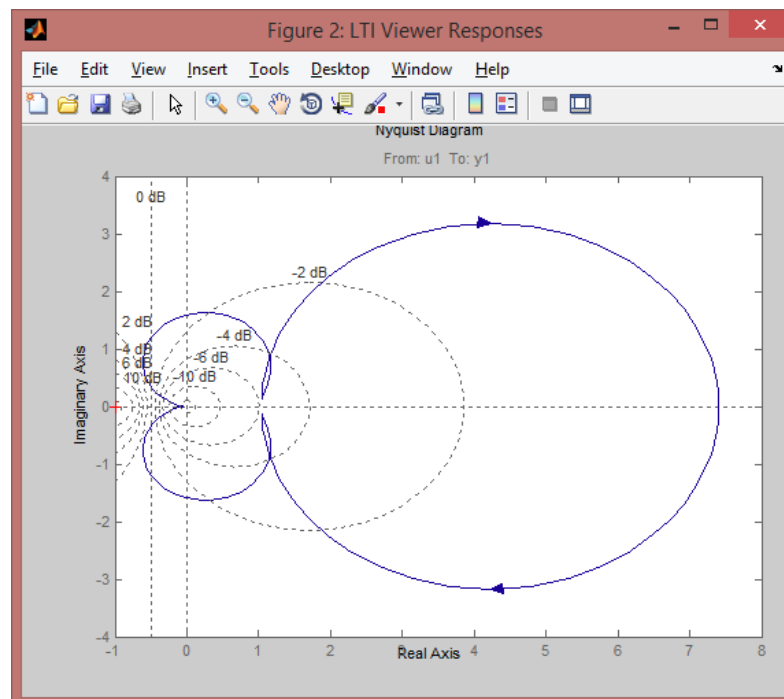 Figure 2: LTI Viewer Responses
File Edit View Insert Tools Desktop Window Help
Nyquist Diagram
From: u1 To: y1
4
3
2
1
0
-1
-2
-3
-4
Imaginary Axis
0 dB
-2 dB
2 dB
-4 dB
4 dB
-6 dB
6 dB
10 dB
-10 dB
-1 0 1 2 3 4 5 6 7 8
Real Axis